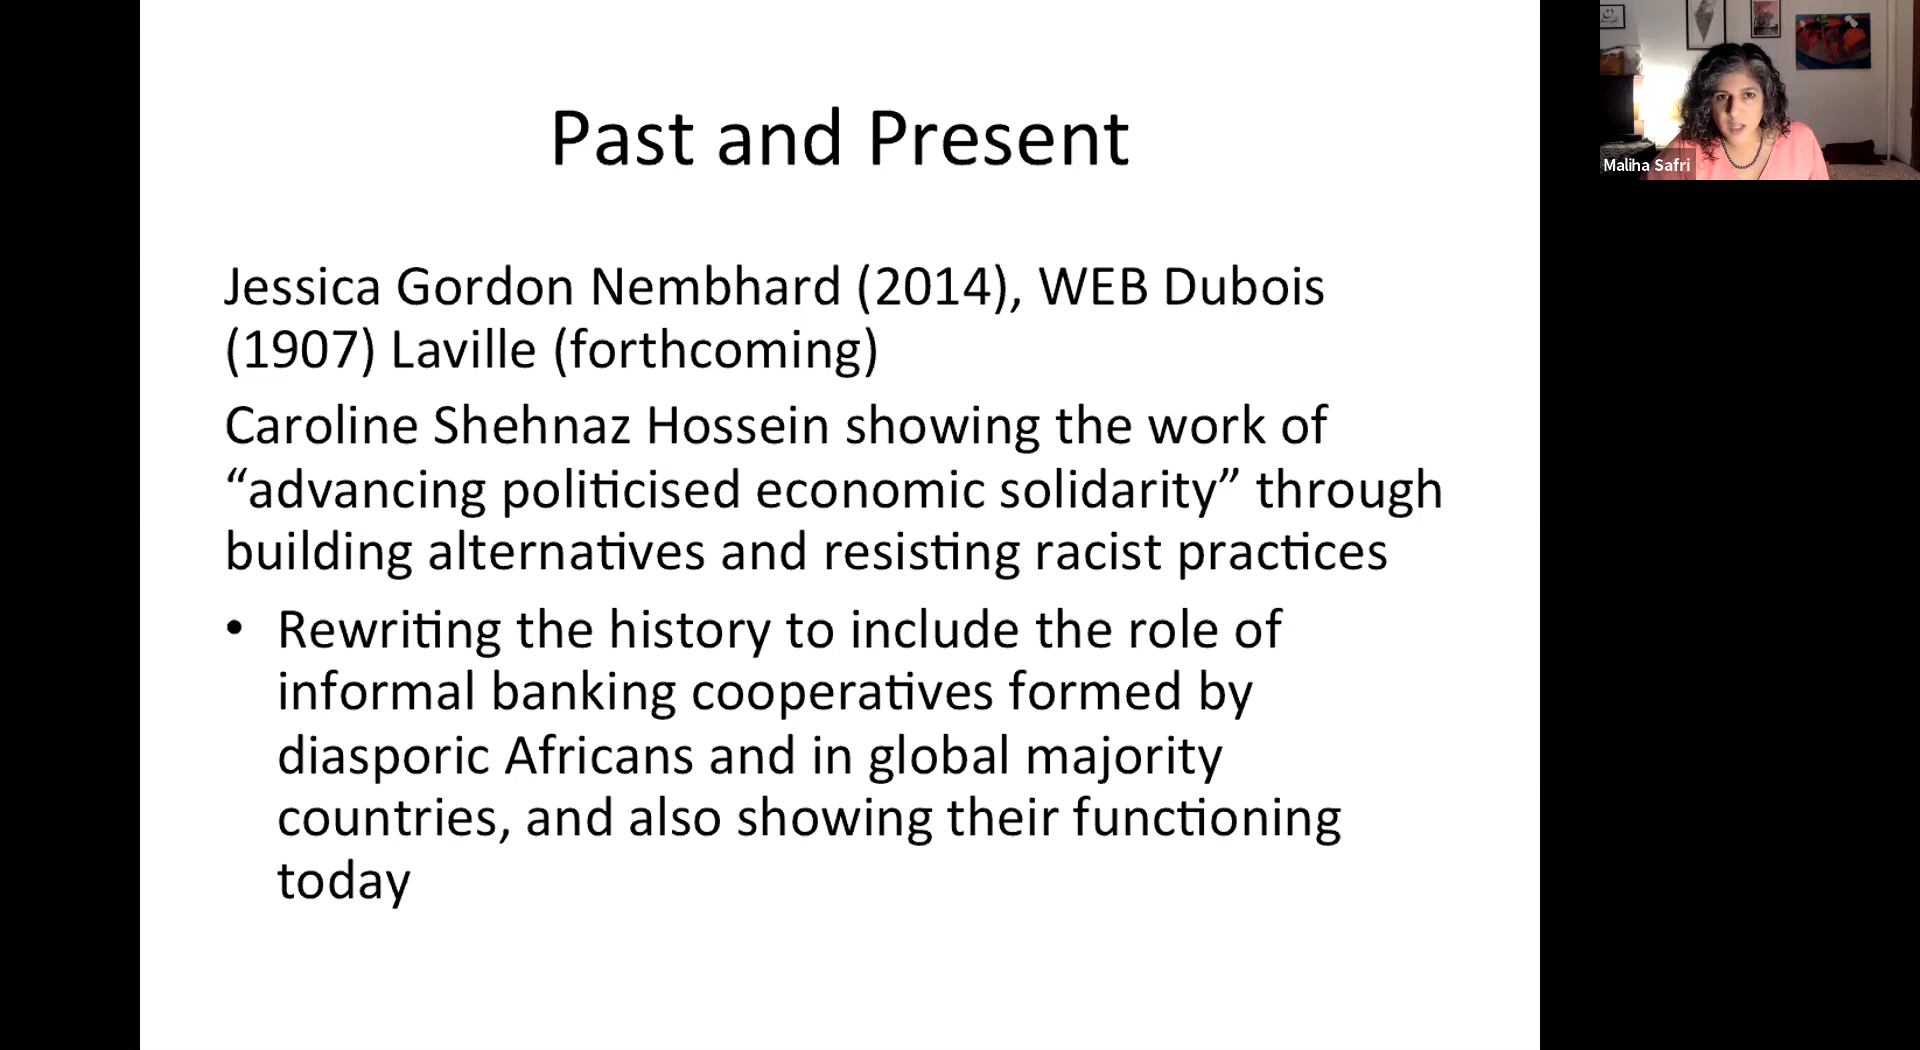 Past and Present
Jessica Gordon Nembhard (2014), WEB Dubois
(1907) Laville (forthcoming)
Caroline Shehnaz Hossein showing the work of
“advancing politicised economic solidarity” through
building alternatives and resisting racist practices
• Rewriting the history to include the role of
informal banking cooperatives formed by
diasporic Africans and in global majority
countries, and also showing their functioning
today
Maliha Safri